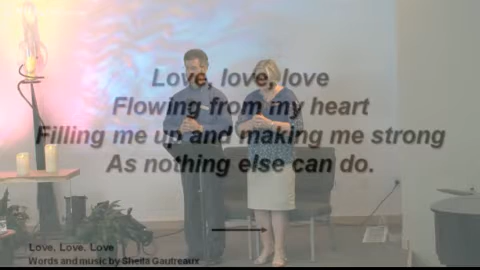 Love, love, love
Flowing from my heart
Filling me up and making me strong
As nothing else can do.
Love, Love, Love
Words and music by Sheila Gautreaux